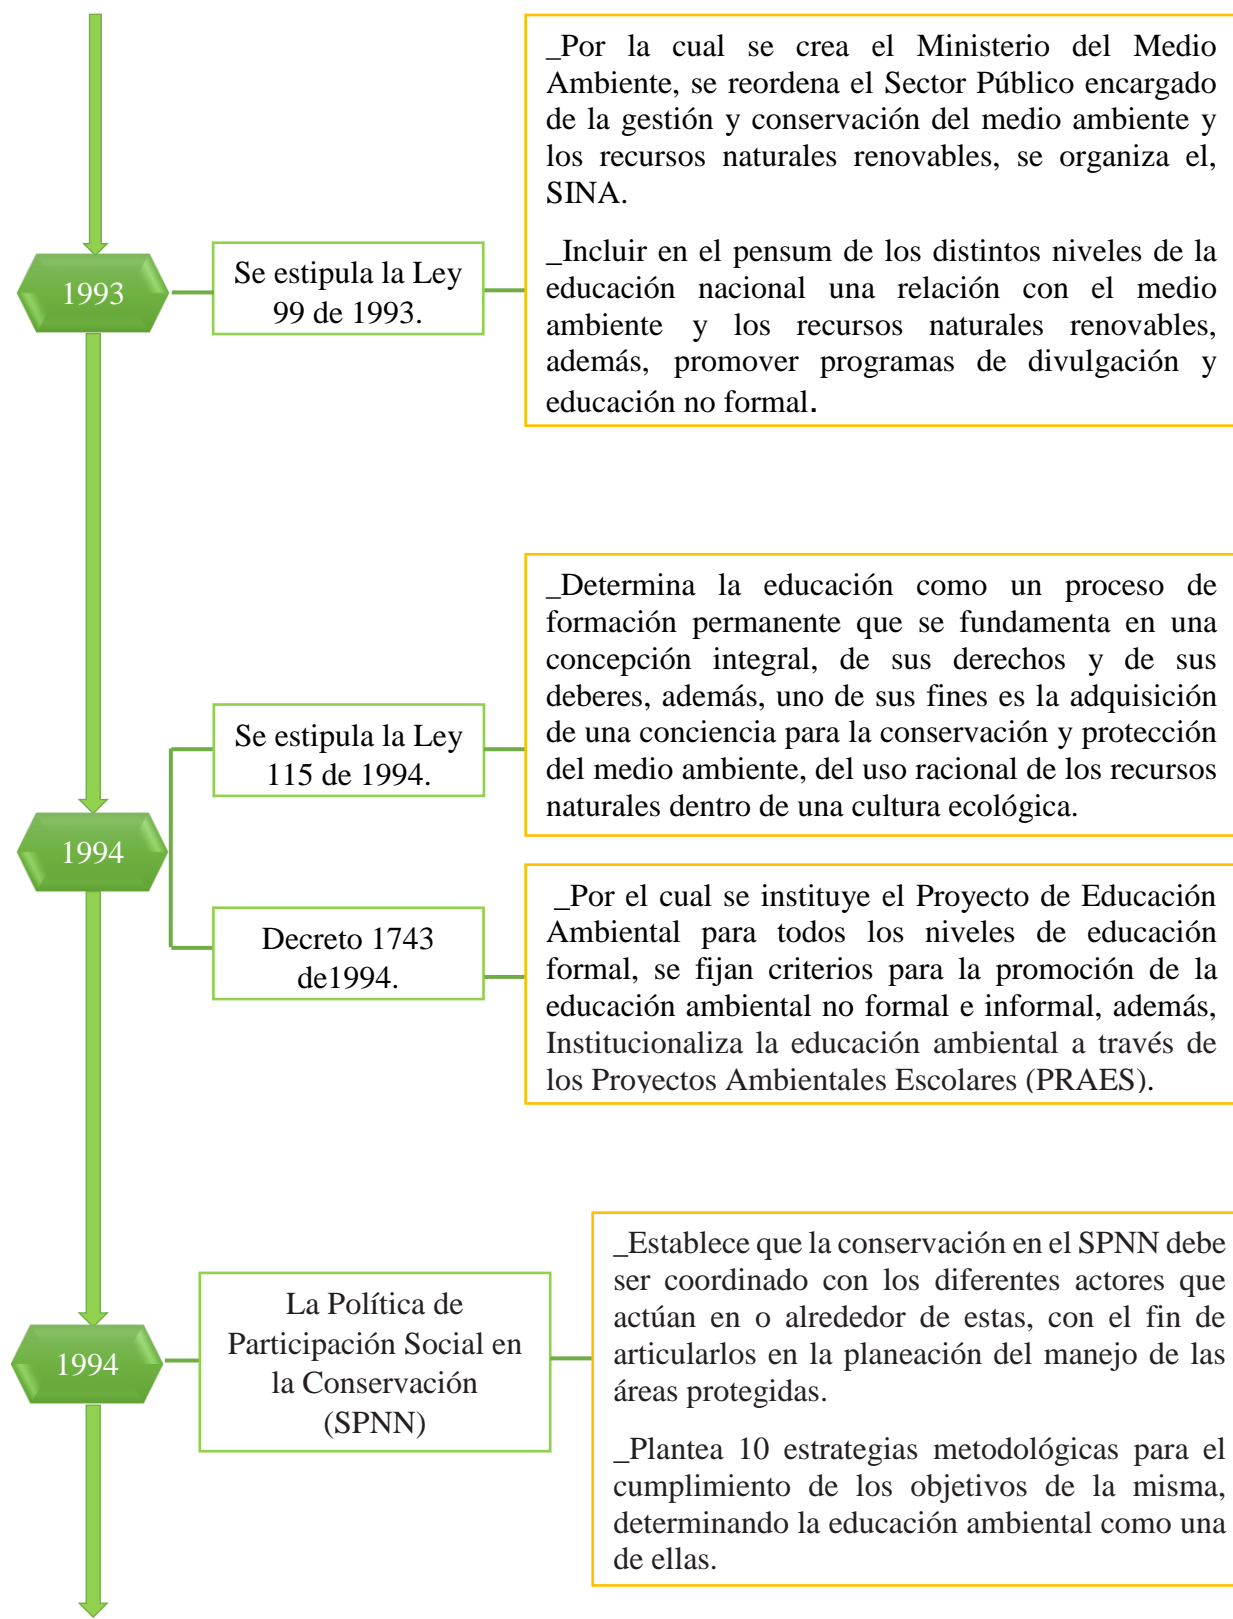 _Por la cual se crea el Ministerio del Medio
Ambiente, se reordena el Sector Público encargado
de la gestión y conservación del medio ambiente y
los recursos naturales renovables, se organiza el,
SINA.
1993
Se estipula la Ley
99 de 1993.
_Incluir en el pensum de los distintos niveles de la
educación nacional una relación con el medio
ambiente y los recursos naturales renovables,
además, promover programas de divulgación y
educación no formal.
1994
Se estipula la Ley
115 de 1994.
_Determina la educación como un proceso de
formación permanente que se fundamenta en una
concepción integral, de sus derechos y de sus
deberes, además, uno de sus fines es la adquisición
de una conciencia para la conservación y protección
del medio ambiente, del uso racional de los recursos
naturales dentro de una cultura ecológica.
Decreto 1743
de1994.
_Por el cual se instituye el Proyecto de Educación
Ambiental para todos los niveles de educación
formal, se fijan criterios para la promoción de la
educación ambiental no formal e informal, además,
Institucionaliza la educación ambiental a través de
los Proyectos Ambientales Escolares (PRAES).
1994
La Política de
Participación Social en
la Conservación
(SPNN)
_Establece que la conservación en el SPNN debe
ser coordinado con los diferentes actores que
actúan en o alrededor de estas, con el fin de
articularlos en la planeación del manejo de las
áreas protegidas.
_Plantea 10 estrategias metodológicas para el
cumplimiento de los objetivos de la misma,
determinando la educación ambiental como una
de ellas.